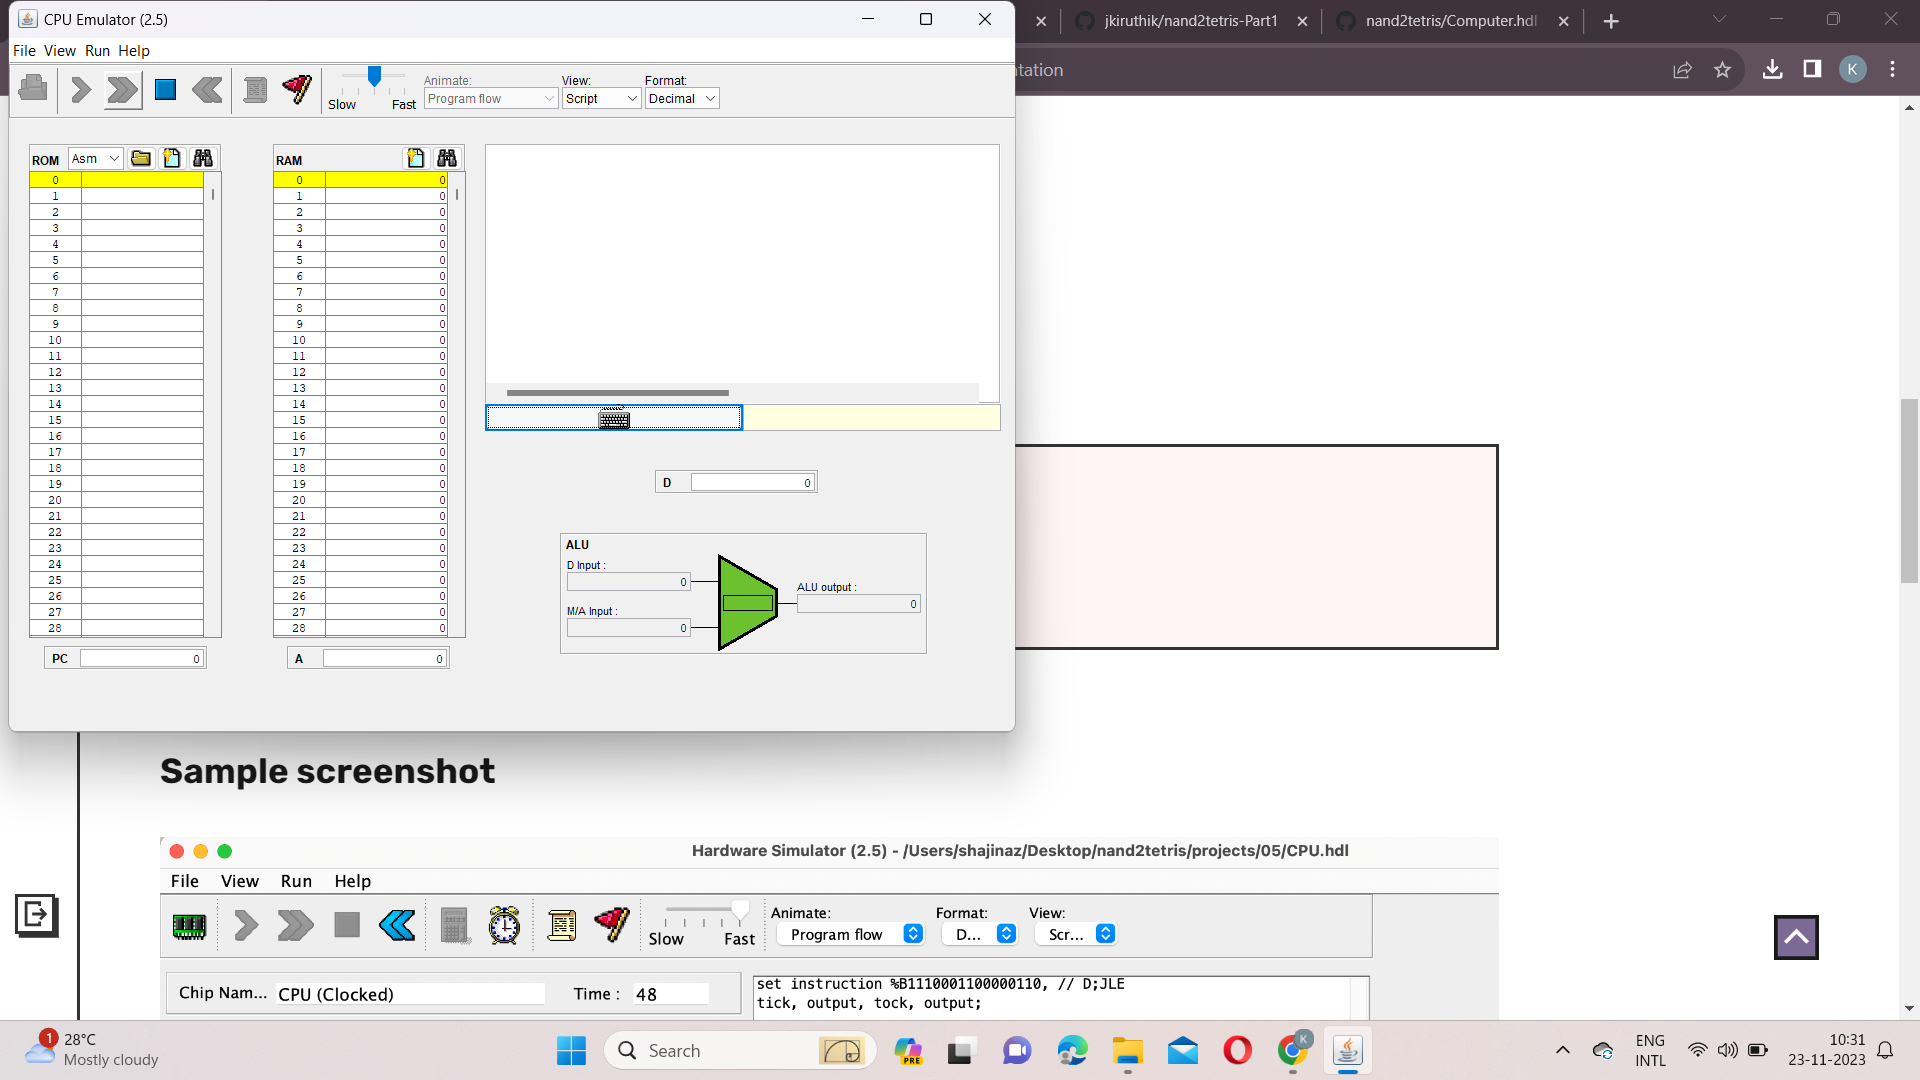 CPU Emulator (2.5)
jkiruthik/nand2tetris-Part1
nand2tetris/Computer.hdl
File View Run Help
ntation
K
Slow Fast
Animate:
Program flow
View:
Script
Format:
Decimal
ROM Asm
0
1
2
3
4
5
6
7
8
9
10
11
12
13
14
15
16
17
18
19
20
21
22
23
24
25
26
27
28
PC 0
RAM
0 0
1 0
2 0
3 0
4 0
5 0
6 0
7 0
8 0
9 0
10 0
11 0
12 0
13 0
14 0
15 0
16 0
17 0
18 0
19 0
20 0
21 0
22 0
23 0
24 0
25 0
26 0
27 0
28 0
A 0
D 0
ALU
D Input :
0
M/A Input :
0
ALU output :
0
Sample screenshot
Hardware Simulator (2.5) - /Users/shajinaz/Desktop/nand2tetris/projects/05/CPU.hdl
File View Run Help
Slow Fast
Animate:
Program flow
Format:
D...
View:
Scr...
Chip Nam... CPU (Clocked) Time : 48
set instruction %B1110001100000110, // D;JLE
tick, output, tock, output;
1
28°C
Mostly cloudy
Search
PRE
K
ENG
INTL
10:31
23-11-2023